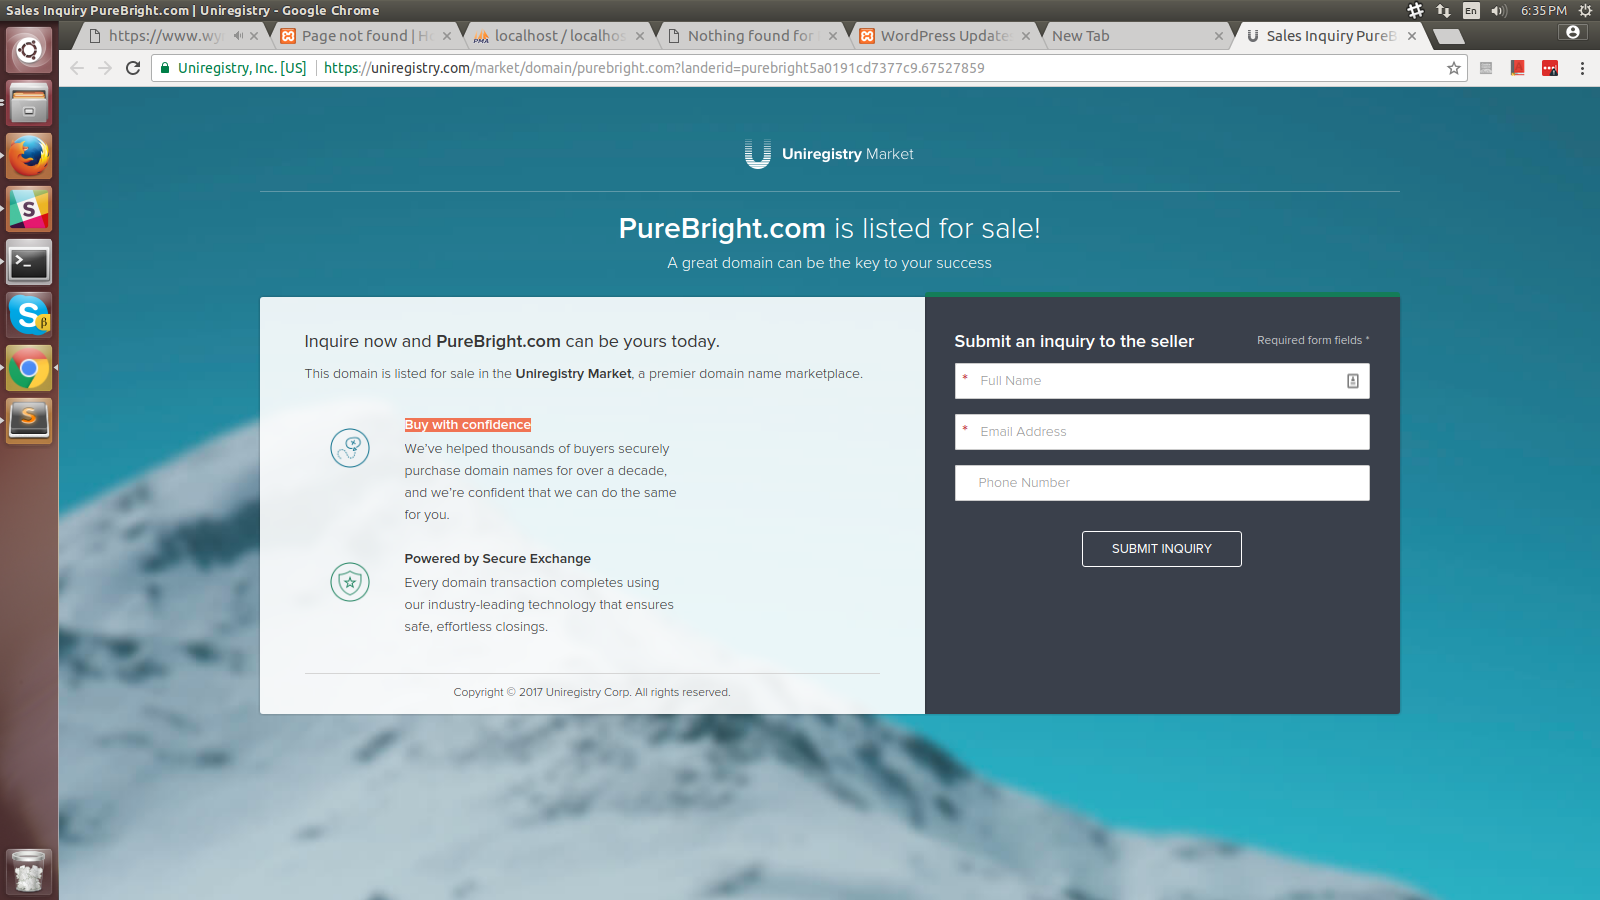 Sales Inquiry PureBright.com | Uniregistry - Google Chrome
En
6:35 PM
https://www.wy
Page not found | H
localhost / localhos
Nothing found for
WordPress Update
New Tab
Sales Inquiry PureB
Uniregistry, Inc. [US]
https://uniregistry.com/market/domain/purebright.com?landerid=purebright5a0191cd7377c9.67527859
Uniregistry Market
PureBright.com is listed for sale!
A great domain can be the key to your success
Inquire now and PureBright.com can be yours today.
This domain is listed for sale in the Uniregistry Market, a premier domain name marketplace.
Buy with confidence
We've helped thousands of buyers securely
purchase domain names for over a decade,
and we're confident that we can do the same
for you.
Powered by Secure Exchange
Every domain transaction completes using
our industry-leading technology that ensures
safe, effortless closings.
Copyright © 2017 Uniregistry Corp. All rights reserved.
Submit an inquiry to the seller
Required form fields *
* Full Name
* Email Address
Phone Number
SUBMIT INQUIRY